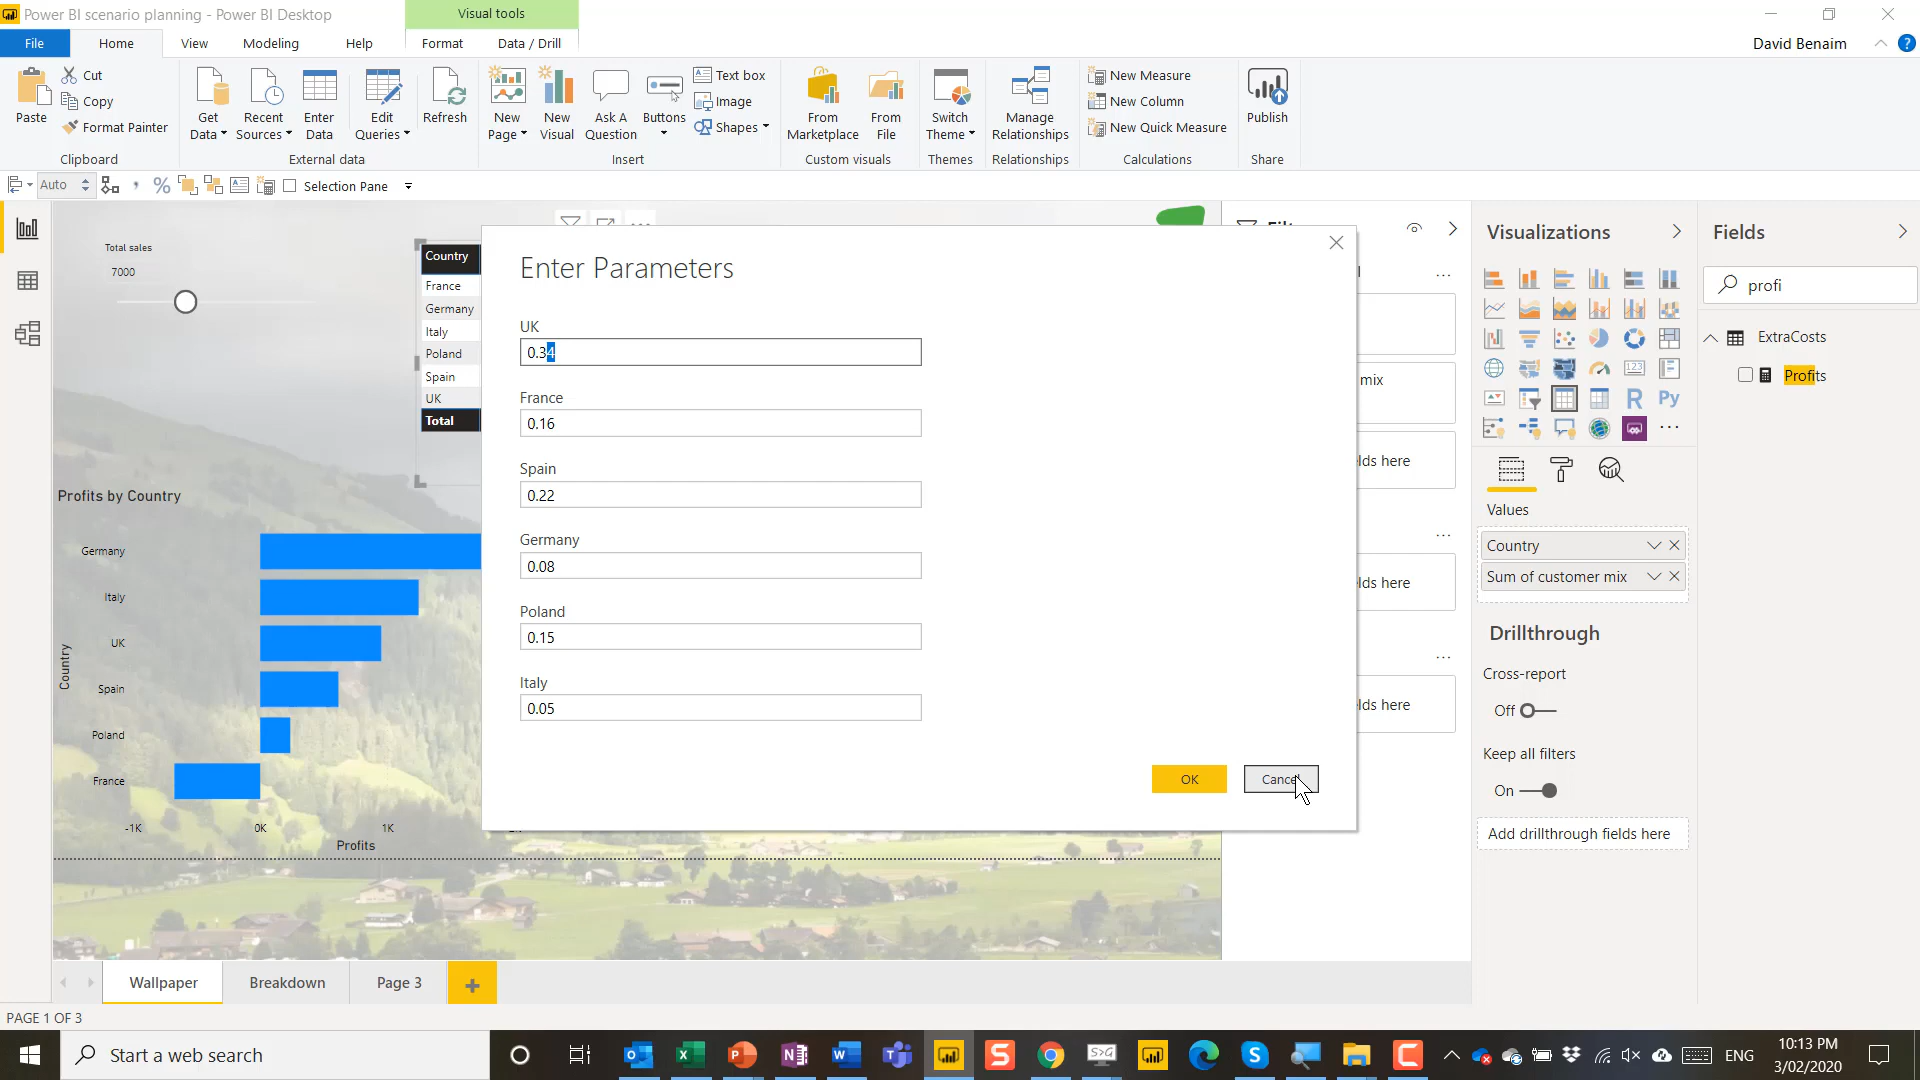 Power BI scenario planning - Power BI Desktop
Visual tools
File Home View Modeling Help Format Data / Drill
David Benaim
Paste
Cut
Copy
Format Painter
Clipboard
Get Data
Recent Sources
Enter Data
Edit Queries
Refresh
External data
New Page
New Visual
Ask A Question
Buttons
Text box
Image
Shapes
Insert
From Marketplace
From File
Custom visuals
Switch Theme
Themes
Manage Relationships
Relationships
New Measure
New Column
New Quick Measure
Calculations
Publish
Share
Auto
Selection Pane
Total sales
7000
Country
France
Germany
Italy
Poland
Spain
UK
Total
Profits by Country
Country
Germany
Italy
UK
Spain
Poland
France
-1K 0K 1K
Profits
Enter Parameters
UK
0.34
France
0.16
Spain
0.22
Germany
0.08
Poland
0.15
Italy
0.05
OK
Cancel
mix
lds here
lds here
lds here
Visualizations
Values
Country
Sum of customer mix
Drillthrough
Cross-report
Off
Keep all filters
On
Add drillthrough fields here
Fields
profi
ExtraCosts
Profits
Wallpaper
Breakdown
Page 3
PAGE 1 OF 3
Start a web search
ENG
10:13 PM
3/02/2020